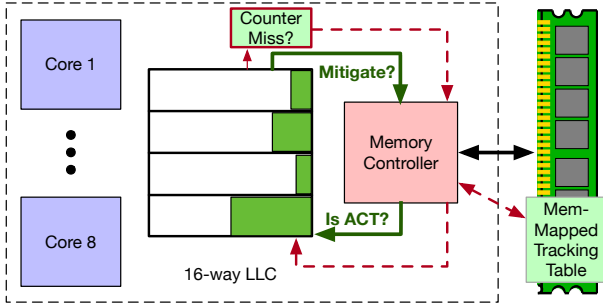 Core 1
Counter
Miss?
Mitigate?
Memory
Controller
Is ACT?
Core 8
Mem-
Mapped
Tracking
Table
16-way LLC